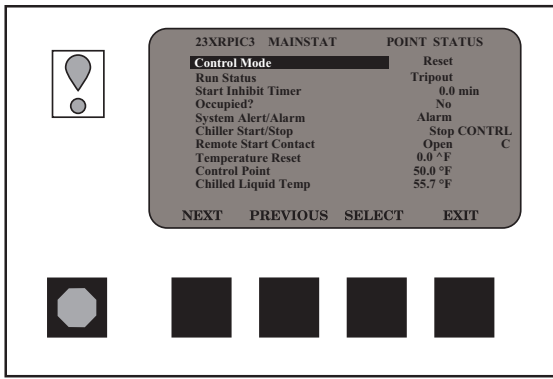 23XRPIC3 MAINSTAT POINT STATUS
Control Mode Reset
Run Status Tripout
Start Inhibit Timer 0.0 min
Occupied? No
System Alert/Alarm Alarm
Chiller Start/Stop Stop CONTRL
Remote Start Contact Open C
Temperature Reset 0.0 ^F
Control Point 50.0 °F
Chilled Liquid Temp 55.7 °F
NEXT PREVIOUS SELECT EXIT